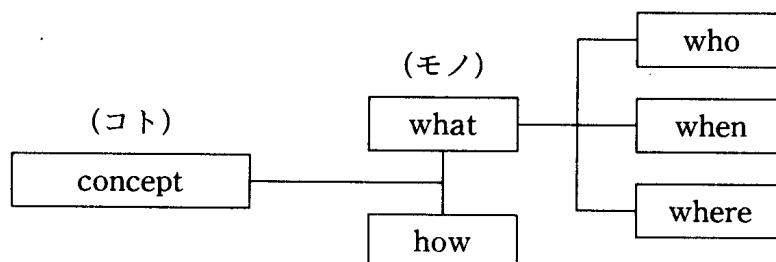 (コト)
concept
(モノ)
what
how
who
when
where